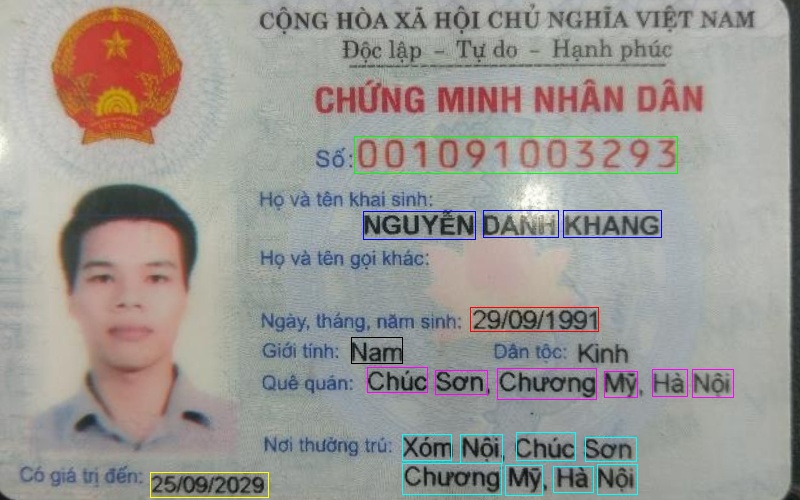 CỘNG HÒA XÃ HỘI CHỦ NGHĨA VIỆT NAM
Độc lập - Tự do - Hạnh phúc
CHỨNG MINH NHÂN DÂN
Số: 001091003293
Họ và tên khai sinh:
NGUYỄN DANH KHANG
Họ và tên gọi khác:
Ngày, tháng, năm sinh: 29/09/1991
Giới tính: Nam Dân tộc: Kinh
Quê quán: Chúc Sơn, Chương Mỹ, Hà Nội
Nơi thường trú: Xóm Nội, Chúc Sơn
Chương Mỹ, Hà Nội
Có giá trị đến: 25/09/2029